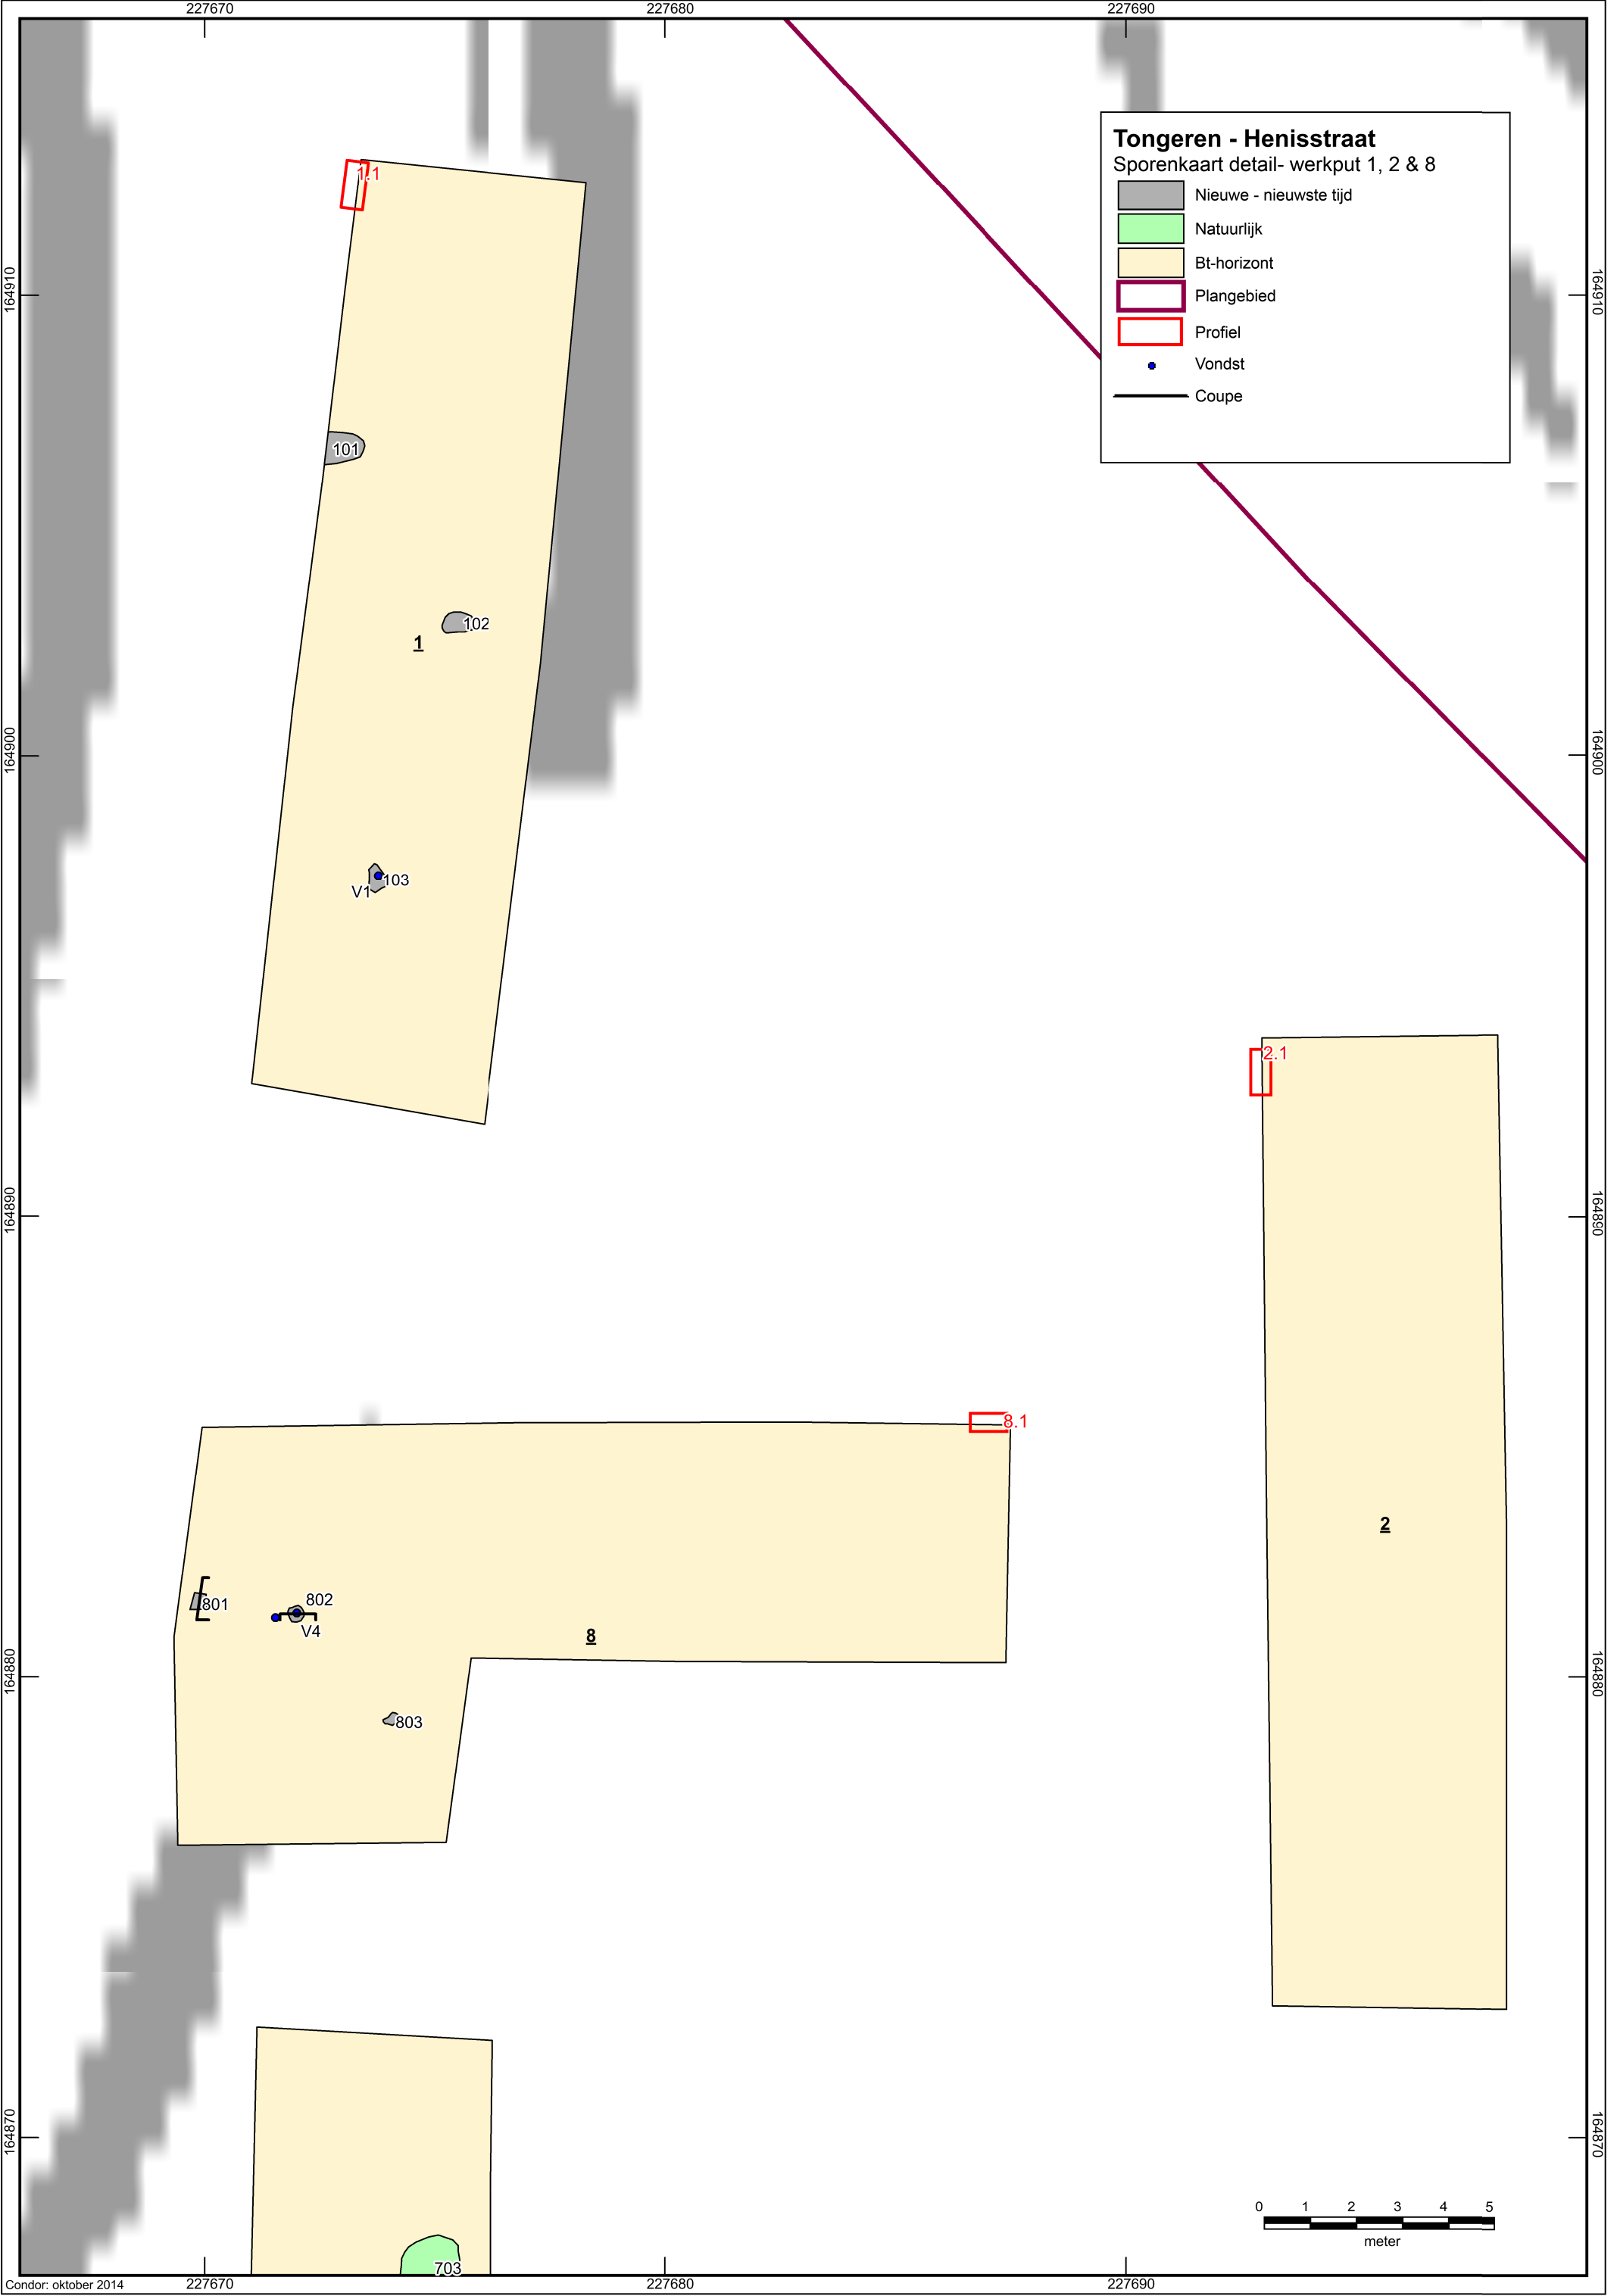 227670 227680 227690
Tongeren - Henisstraat
Sporenkaart detail- werkput 1, 2 & 8
Nieuwe - nieuwste tijd
Natuurlijk
Bt-horizont
Plangebied
Profiel
Vondst
Coupe
1.1
164910 164910
101
102
1
164900 164900
103
V1
2.1
164890 164890
8.1
2
802
801
V4
8
164880 164880
803
164870 164870
0 1 2 3 4 5
meter
703
Condor: oktober 2014
227670 227680 227690